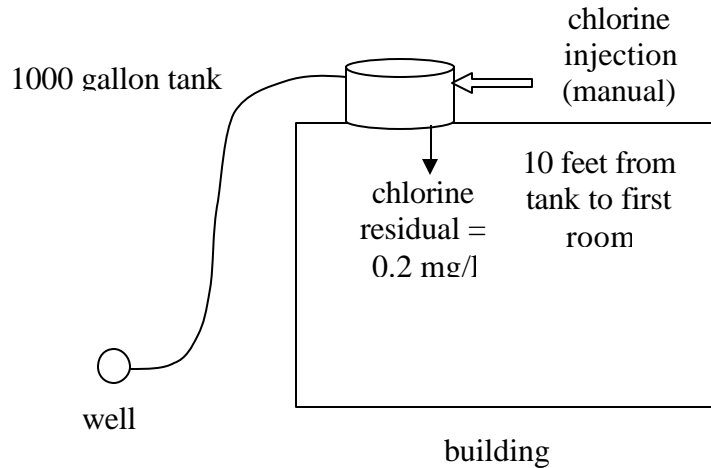 chlorine
injection
(manual)
1000 gallon tank
10 feet from
tank to first
room
chlorine
residual =
0.2 mg/l
well
building